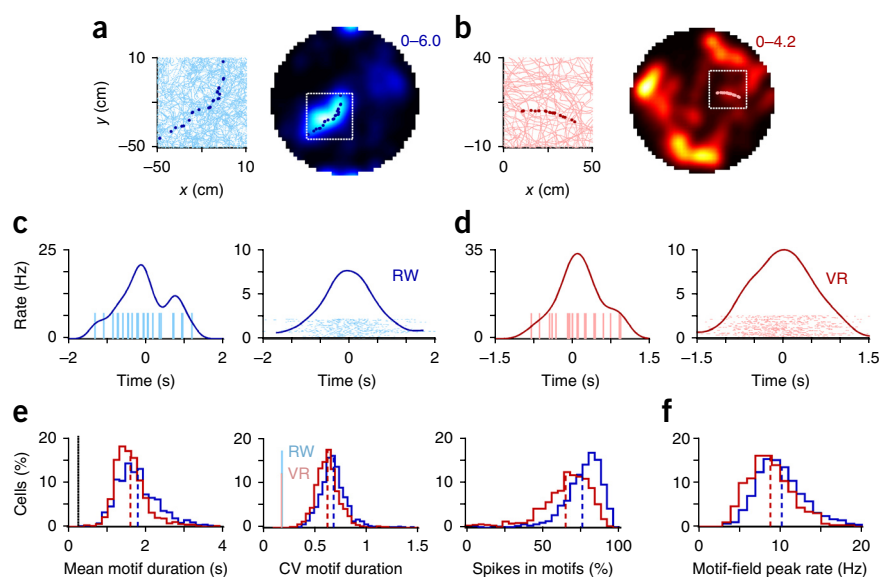 a
b
0–6.0
0–4.2
10
y (cm)
–50
–50
10
x (cm)
40
–10
0
50
x (cm)
c
d
25
Rate (Hz)
0
–2
0
2
Time (s)
10
5
0
–2
0
2
Time (s)
RW
35
0
–1.5
0
1.5
Time (s)
10
5
0
–1.5
0
1.5
Time (s)
VR
e
f
20
10
0
Cells (%)
0
2
4
Mean motif duration (s)
20
10
0
RW
VR
0
0.5
1.0
1.5
CV motif duration
20
10
0
0
50
100
Spikes in motifs (%)
20
10
0
0
10
20
Motif-field peak rate (Hz)